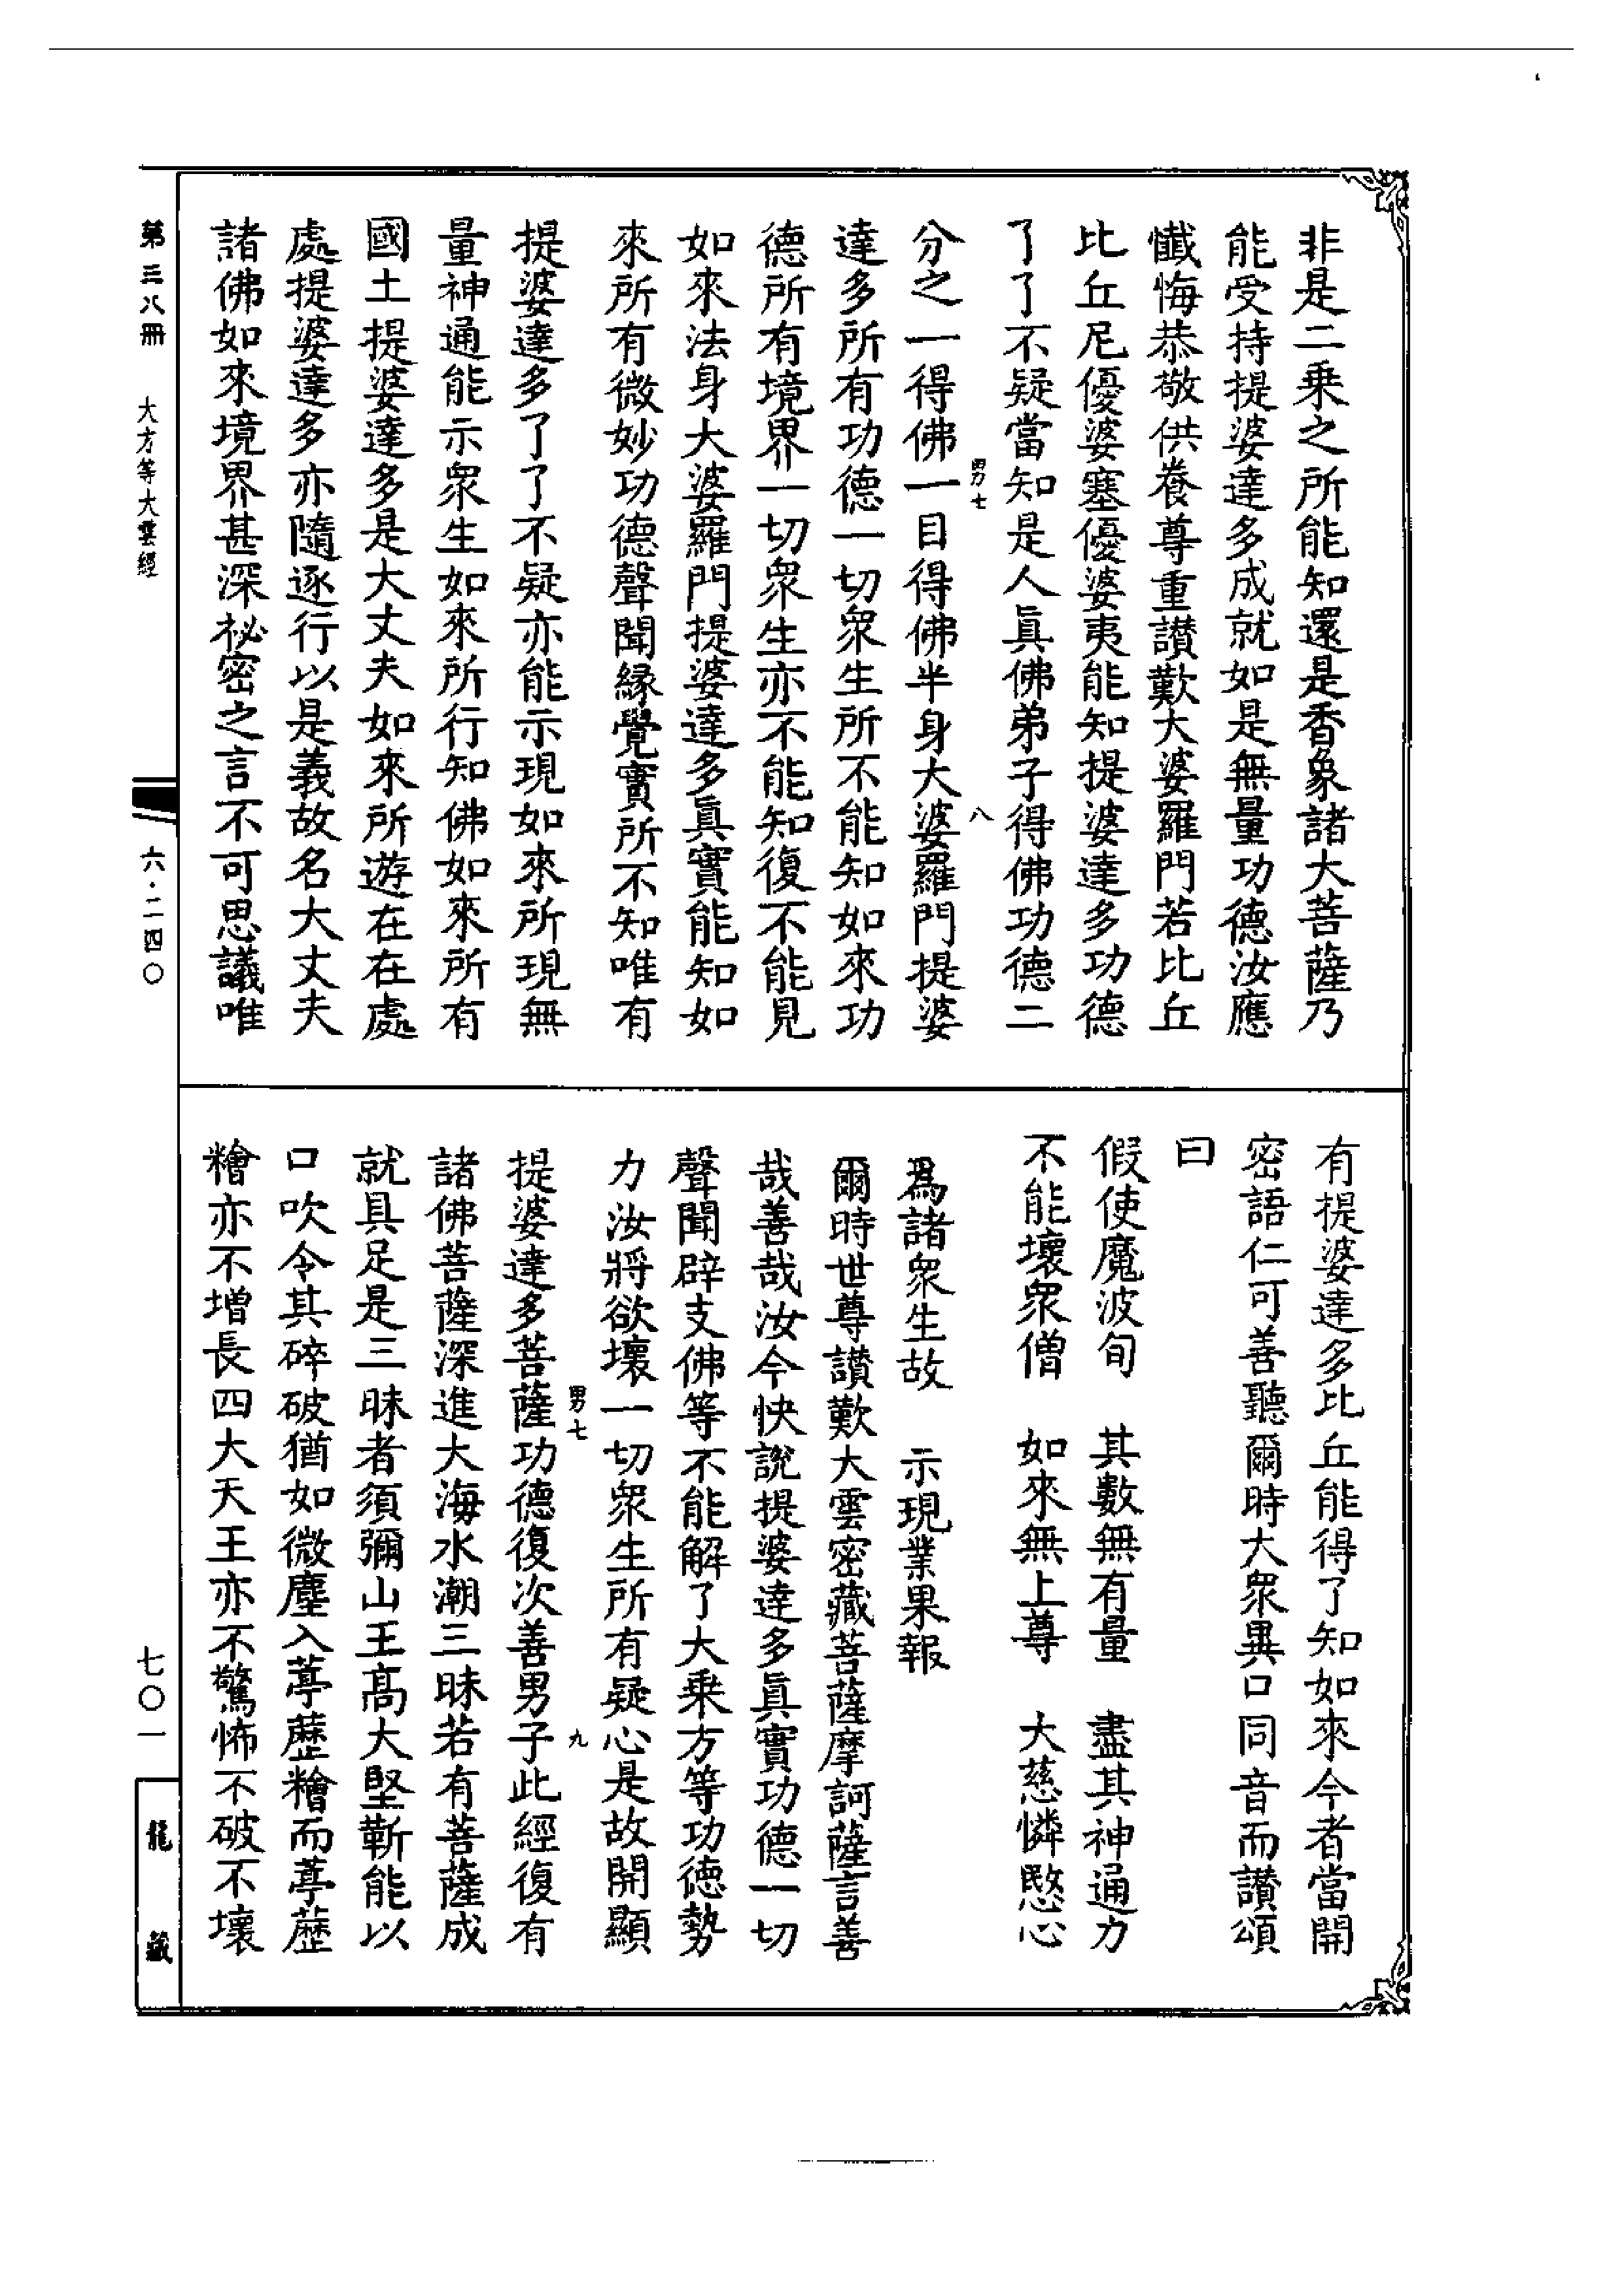 非是二乘之所能知還是香象諸大菩薩乃
能受持提婆達多成就如是無量功德汝應
懺悔恭敬供養尊重讃歎大婆羅門若比丘
比丘尼優婆塞優婆夷能知提婆達多功德
了了不疑當知是人眞佛弟子得佛功德二
分之一得佛一目得佛半身大婆羅門提婆
男七
八
達多所有功德一切衆生所不能知如來功
德所有境界一切衆生亦不能知復不能見
如來法身大婆羅門提婆達多眞實能知如
來所有微妙功德聲聞緣覺實所不知唯有
提婆達多了了不疑亦能示現如來所現無
量神通能示衆生如來所行知佛如來所有
國土提婆達多是大丈夫如來所遊在在處
處提婆達多亦隨逐行以是義故名大丈夫
諸佛如來境界甚深祕密之言不可思議唯
有提婆達多比丘能得了知如來今者當開
密語仁可善聽爾時大衆異口同音而讃頌
曰
假使魔波旬　其數無有量　盡其神通力
不能壞衆僧　如來無上尊　大慈憐愍心
爲諸衆生故　示現業果報
爾時世尊讃歎大雲密藏菩薩摩訶薩言善
哉善哉汝今快說提婆達多眞實功德一切
聲聞辟支佛等不能解了大乘方等功德勢
力汝將欲壞一切衆生所有疑心是故開顯
提婆達多菩薩功德復次善男子此經復有
男七
九
諸佛菩薩深進大海水潮三昧若有菩薩成
就具足是三昧者須彌山王高大堅靳能以
口吹令其碎破猶如微塵入葶藶糩而葶藶
糩亦不增長四大天王亦不驚怖不破不壞
第三八冊
大方等大雲經
六·二四〇
七〇一
龍藏